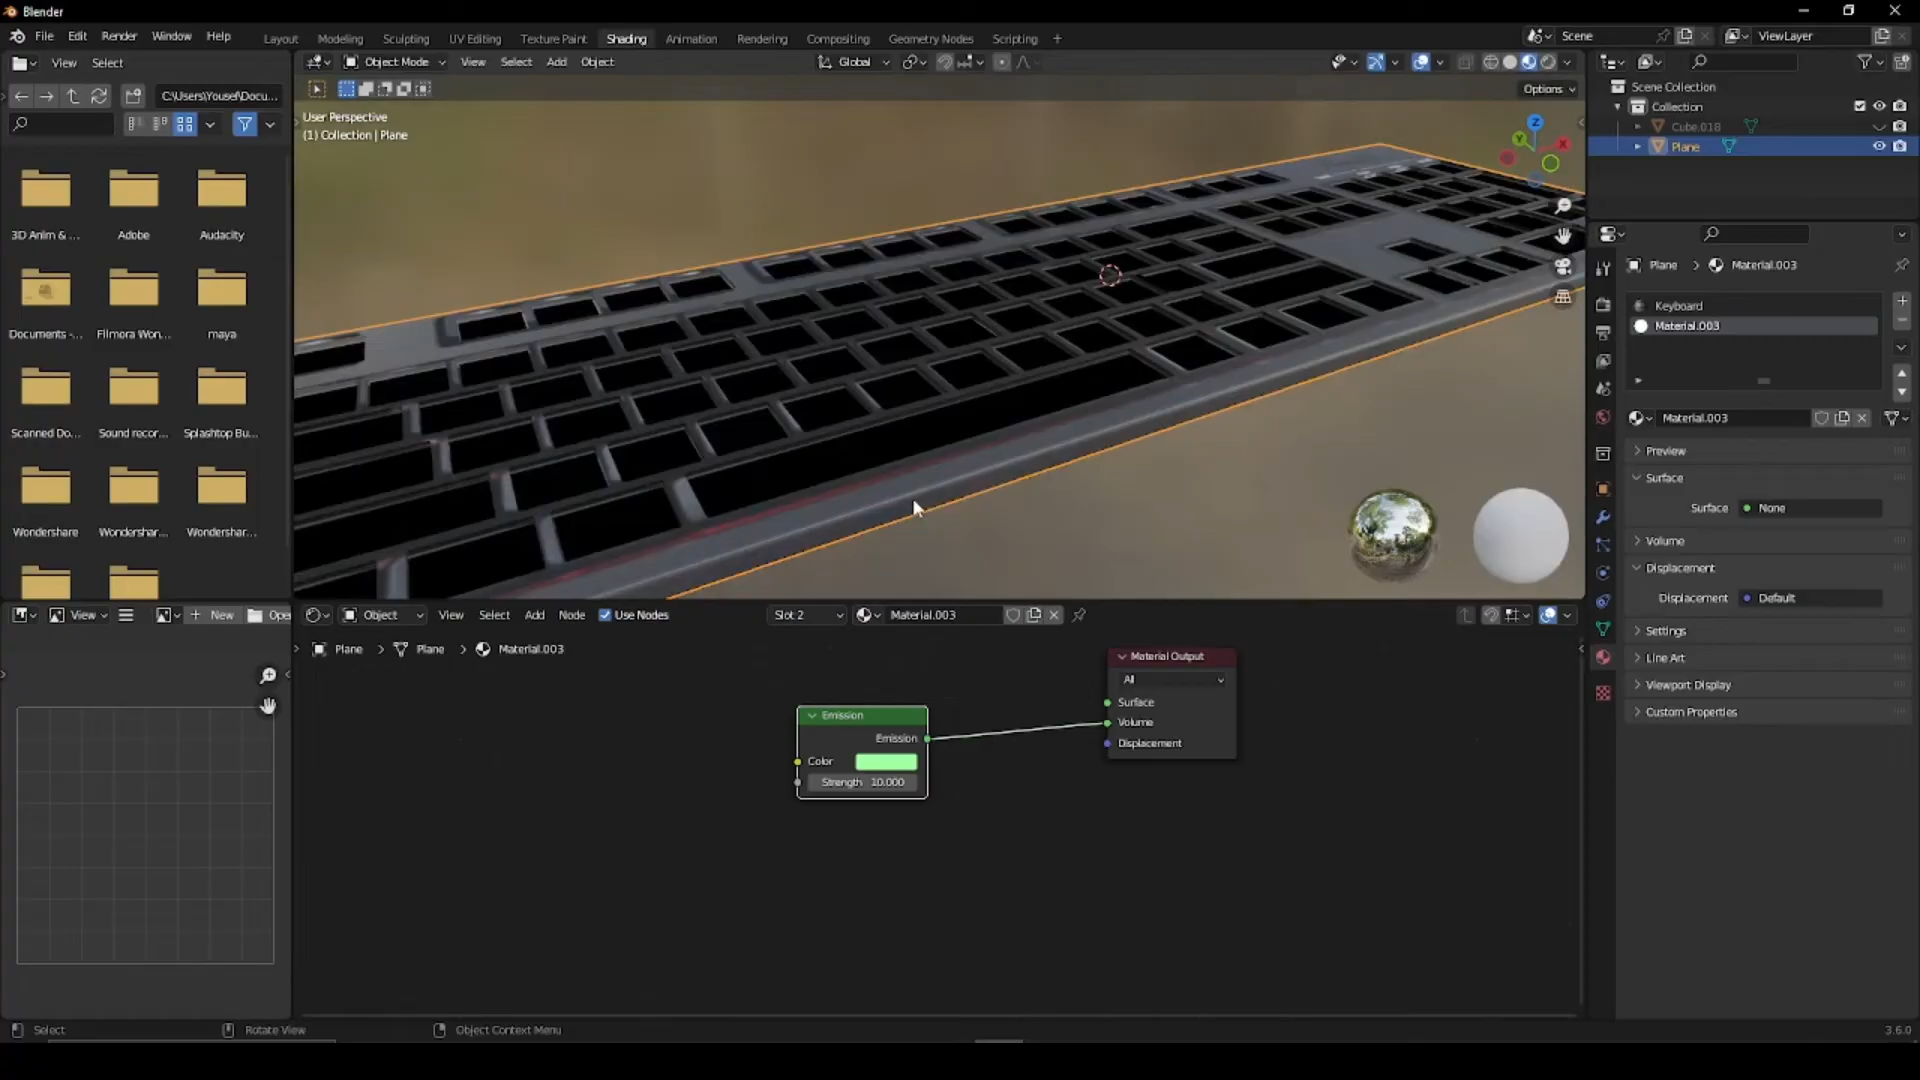 Blender
File Edit Render Window Help
Layout Modeling Sculpting UV Editing Texture Paint Shading Animation Rendering Compositing Geometry Nodes Scripting +
Scene
ViewLayer
View Select
Object Mode View Select Add Object
Global
C:\Users\Yousef\Docu...
Options
User Perspective
(1) Collection | Plane
Z
Y
X
3D Anim & ...
Adobe
Audacity
Documents -...
Filmora Won...
maya
Scanned Do...
Sound recor...
Splashtop Bu...
Wondershare
Wondershar...
Wondershar...
Scene Collection
Collection
Cube.018
Plane
Plane > Material.003
Keyboard
Material.003
Material.003
Preview
Surface
Surface None
Volume
Displacement
Displacement Default
Settings
Line Art
Viewport Display
Custom Properties
View
+ New
Ope
Object View Select Add Node Use Nodes
Slot 2
Material.003
Plane > Plane > Material.003
Material Output
All
Surface
Volume
Displacement
Emission
Emission
Color
Strength 10.000
Select
Rotate View
Object Context Menu
3.6.0